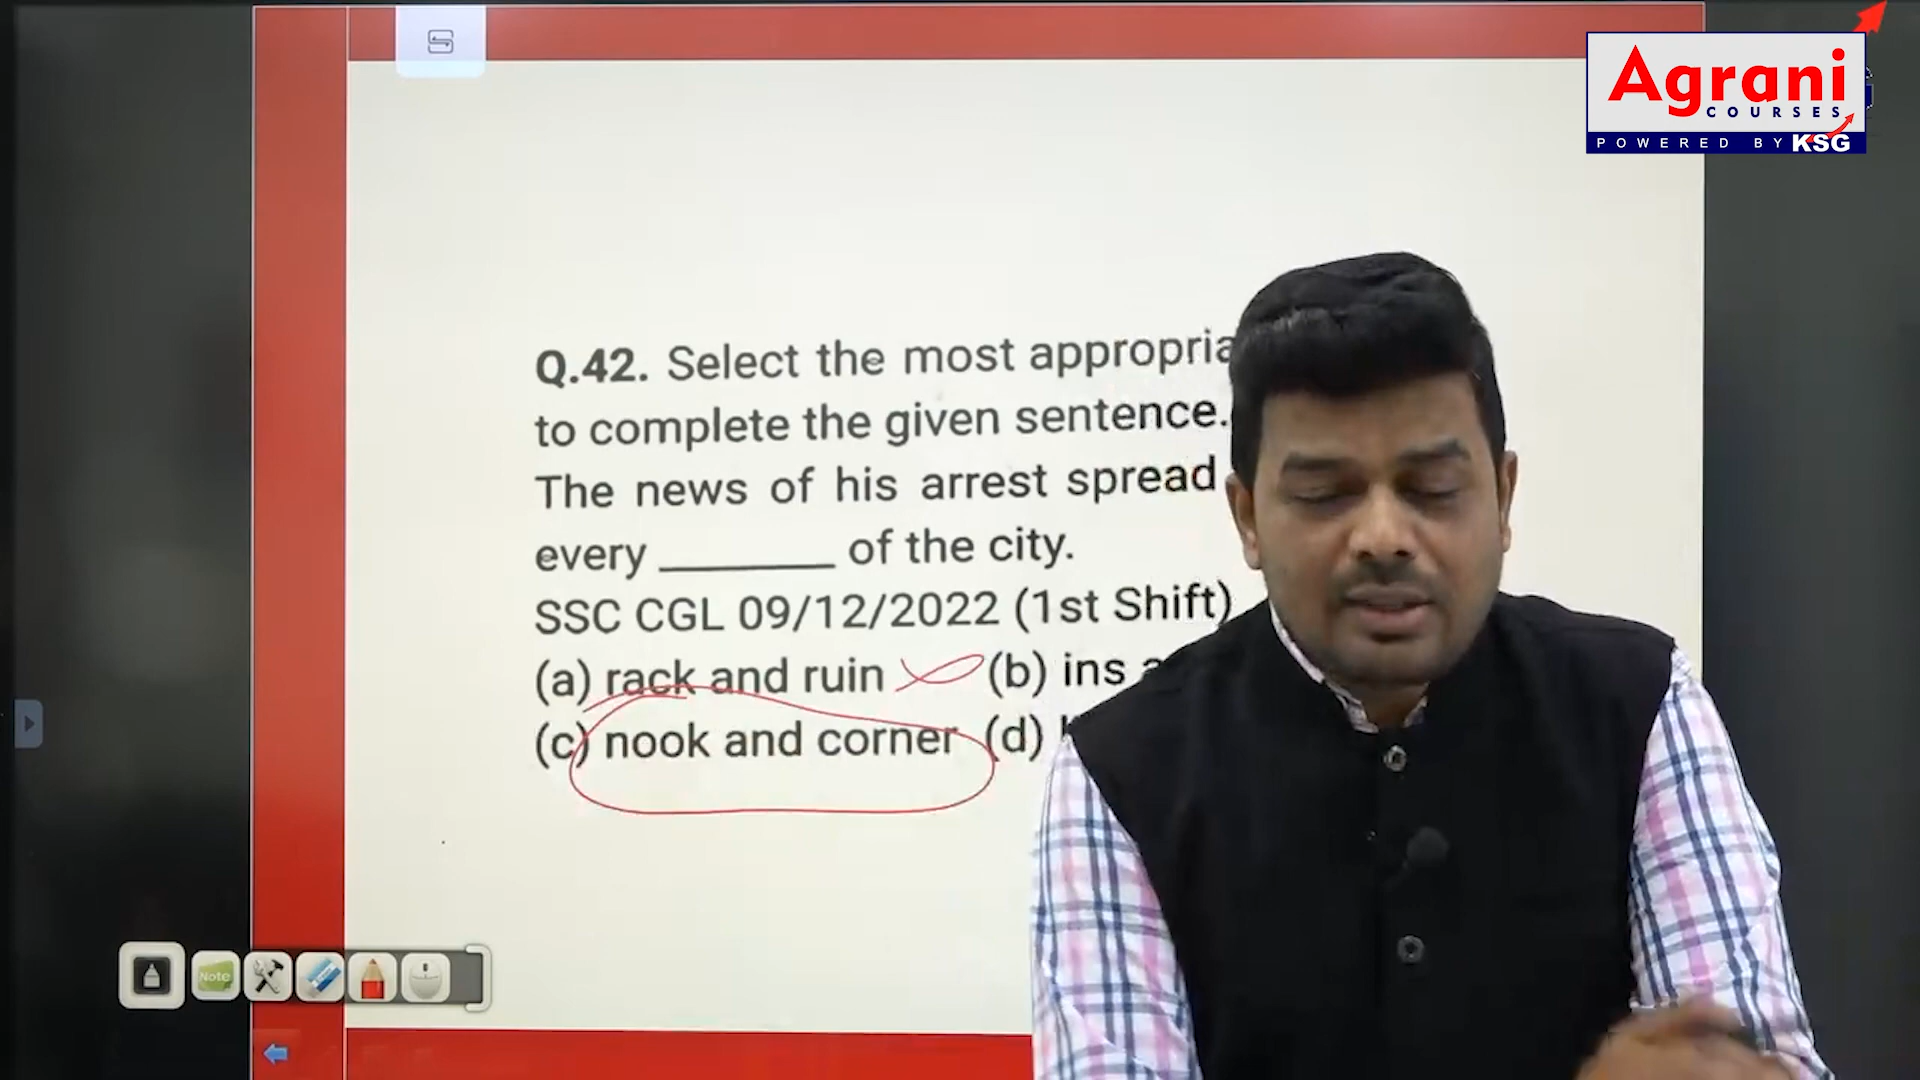 Agrani
COURSES
POWERED BY KSG
Q.42. Select the most
to complete the given sentence.
The news of his arrest spread
every ________ of the city.
SSC CGL 09/12/2022 (1st Shift)
(a) rack and ruin (b) ins
(c) nook and corner (d)
Note